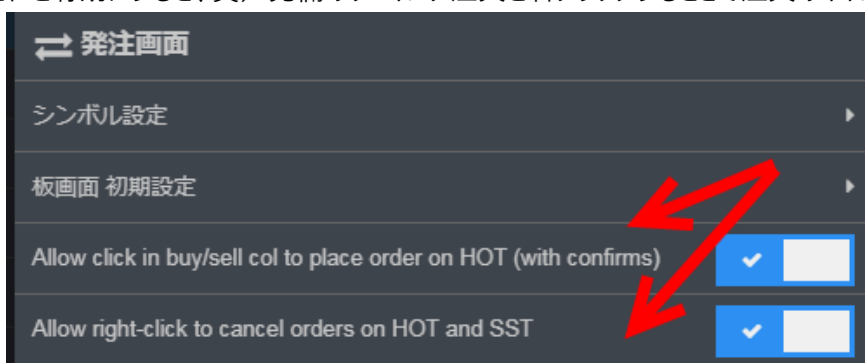 発注画面
シンボル設定
板画面 初期設定
Allow click in buy/sell col to place order on HOT (with confirms)
Allow right-click to cancel orders on HOT and SST